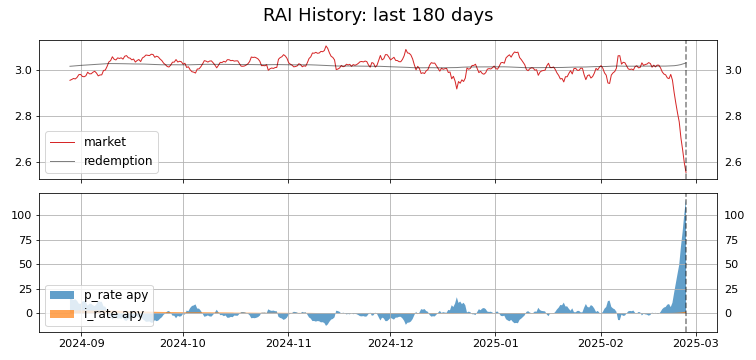 RAI History: last 180 days
3.0 3.0
2.8 2.8
2.6 2.6
market
redemption
100 100
75 75
50 50
25 25
0 0
p_rate apy
i_rate apy
2024-09 2024-10 2024-11 2024-12 2025-01 2025-02 2025-03